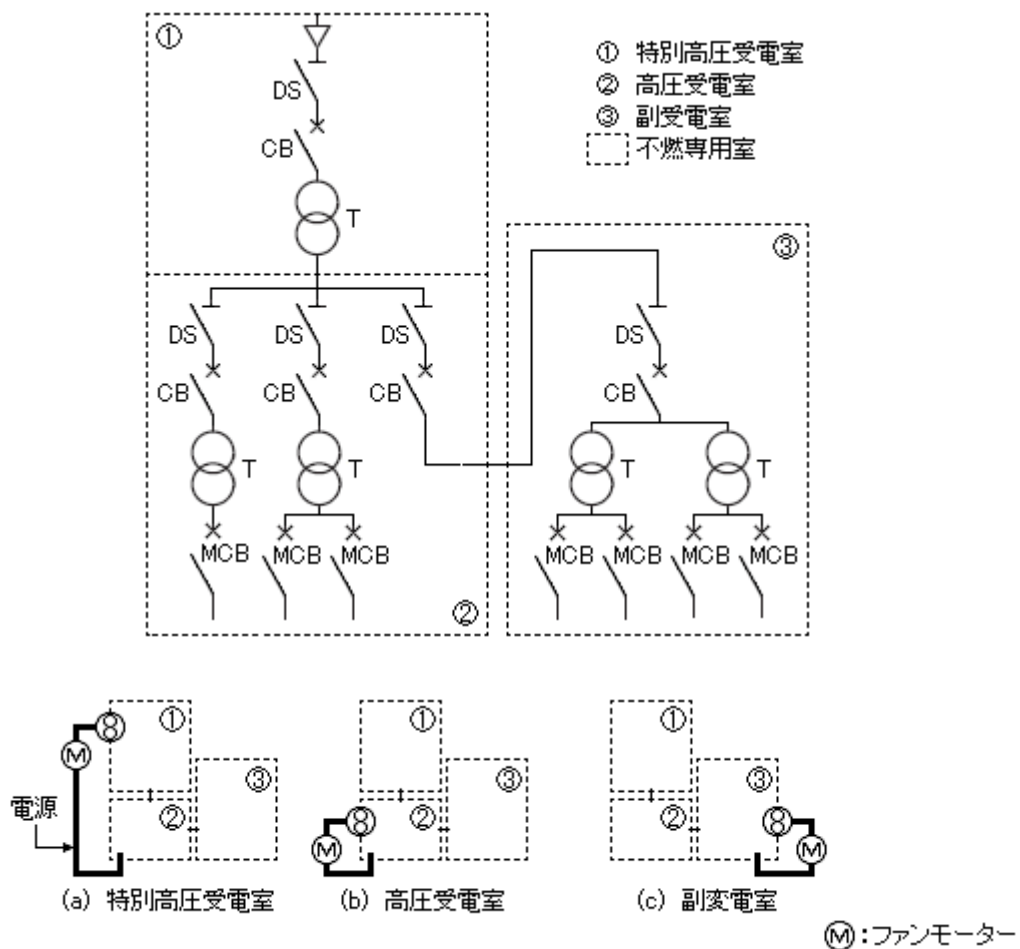 ①
① 特別高圧受電室
② 高圧受電室
③ 副受電室
不燃専用室
DS
CB
T
③
DS
DS
DS
DS
CB
CB
CB
CB
T
T
T
T
MCB
MCB
MCB
MCB
MCB
MCB
MCB
②
①
①
①
③
③
③
電源
②
②
②
M
M
M
(a) 特別高圧受電室
(b) 高圧受電室
(c) 副変電室
M:ファンモーター